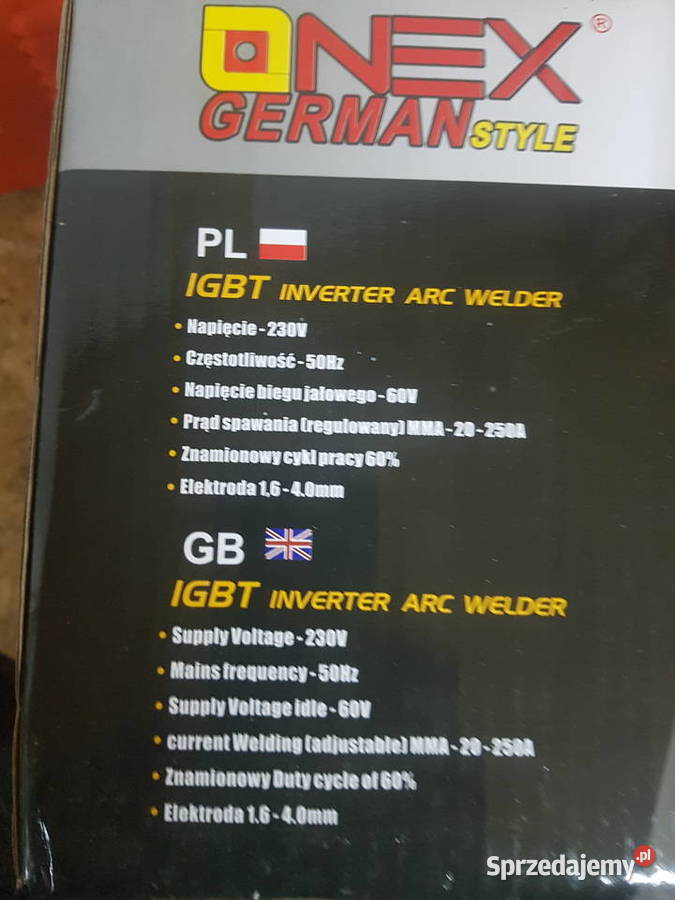 ONEX ®
GERMAN STYLE
PL
IGBT INVERTER ARC WELDER
• Napięcie - 230V
• Częstotliwość - 50Hz
• Napięcie biegu jałowego - 60V
• Prąd spawania (regulowany) MMA - 20 - 250A
• Znamionowy cykl pracy 60%
• Elektroda 1,6 - 4.0mm
GB
IGBT INVERTER ARC WELDER
• Supply Voltage - 230V
• Mains frequency - 50Hz
• Supply Voltage idle - 60V
• current Welding (adjustable) MMA - 20 - 250A
• Znamionowy Duty cycle of 60%
• Elektroda 1.6 - 4.0mm
Sprzedajemy.pl